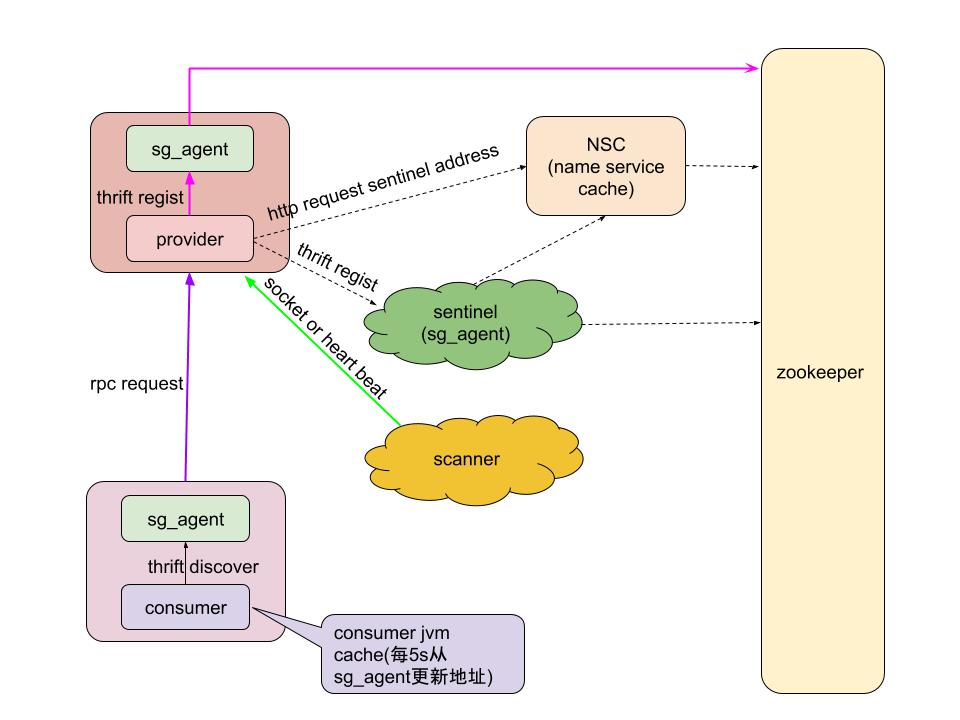 sg_agent
thrift regist
provider
http request sentinel address
thrift regist
NSC
(name service
cache)
sentinel
(sg_agent)
socket or heart beat
zookeeper
rpc request
scanner
sg_agent
thrift discover
consumer
consumer jvm
cache(每5s从
sg_agent更新地址)